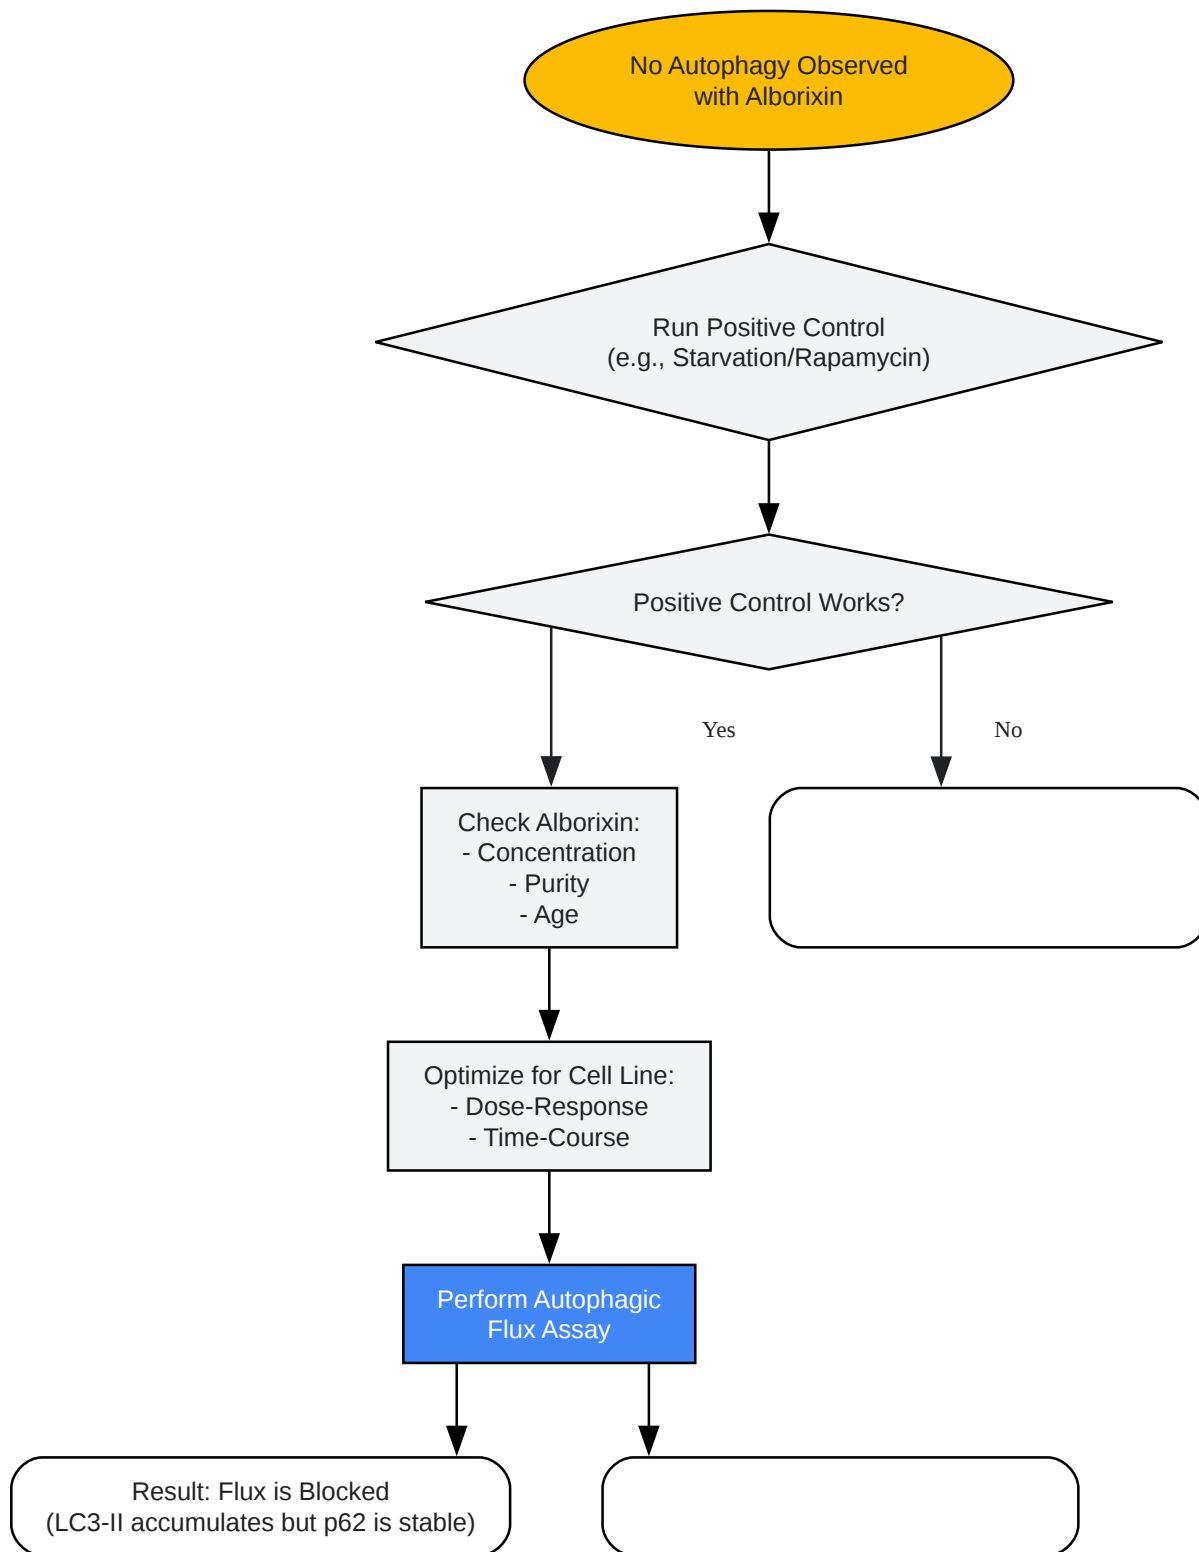 No Autophagy Observed
with Alborixin
Run Positive Control
(e.g., Starvation/Rapamycin)
Positive Control Works?
Yes
No
Check Alborixin:
- Concentration
- Purity
- Age
Optimize for Cell Line:
- Dose-Response
- Time-Course
Perform Autophagic
Flux Assay
Result: Flux is Blocked
(LC3-II accumulates but p62 is stable)